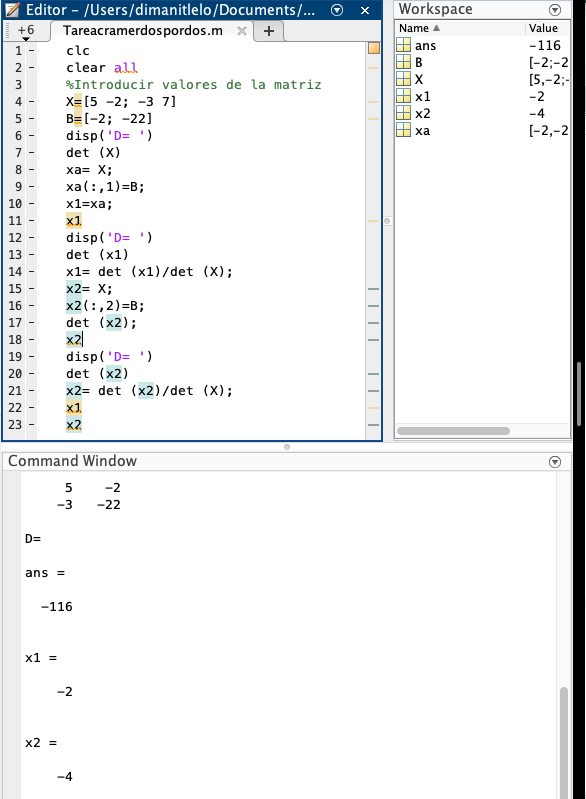 Editor - /Users/dimanitlelo/Documents/...
+6 Tareacramerdospordos.m × +
1 - clc
2 - clear all
3 %Introducir valores de la matriz
4 - X=[5 -2; -3 7]
5 - B=[-2; -22]
6 - disp('D= ')
7 - det (X)
8 - xa= X;
9 - xa(:,1)=B;
10 - x1=xa;
11 - x1
12 - disp('D= ')
13 - det (x1)
14 - x1= det (x1)/det (X);
15 - x2= X;
16 - x2(:,2)=B;
17 - det (x2);
18 - x2
19 - disp('D= ')
20 - det (x2)
21 - x2= det (x2)/det (X);
22 - x1
23 - x2
Workspace
Name Value
ans -116
B [-2;-2
X [5,-2;-
x1 -2
x2 -4
xa [-2,-2
Command Window
5 -2
-3 -22
D=
ans =
-116
x1 =
-2
x2 =
-4